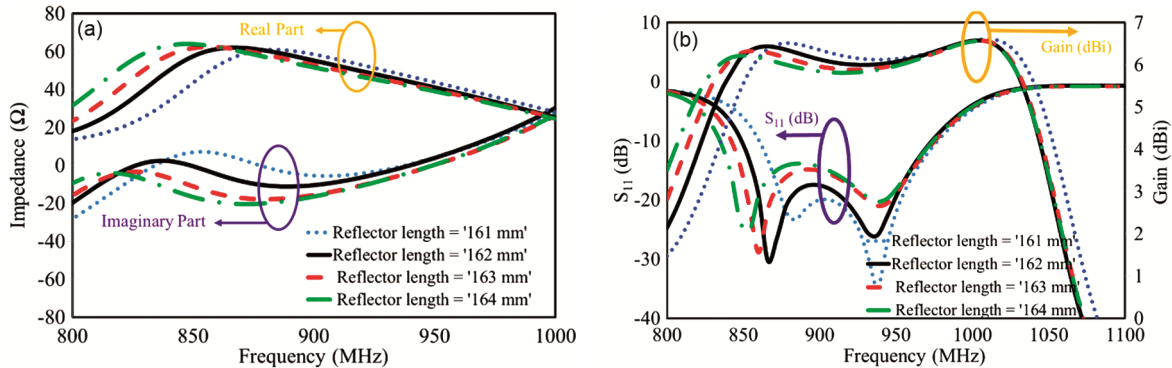 (a)
Real Part
Imaginary Part
Reflector length = '161 mm'
Reflector length = '162 mm'
Reflector length = '163 mm'
Reflector length = '164 mm'
80
60
40
20
0
-20
-40
-60
-80
Impedance (Ω)
800
850
900
950
1000
Frequency (MHz)
(b)
Gain (dBi)
S₁₁ (dB)
Reflector length = '161 mm'
Reflector length = '162 mm'
Reflector length = '163 mm'
Reflector length = '164 mm
10
0
-10
-20
-30
-40
S₁₁ (dB)
7
6
5
4
3
2
1
0
Gain (dBi)
800
850
900
950
1000
1050
1100
Frequency (MHz)